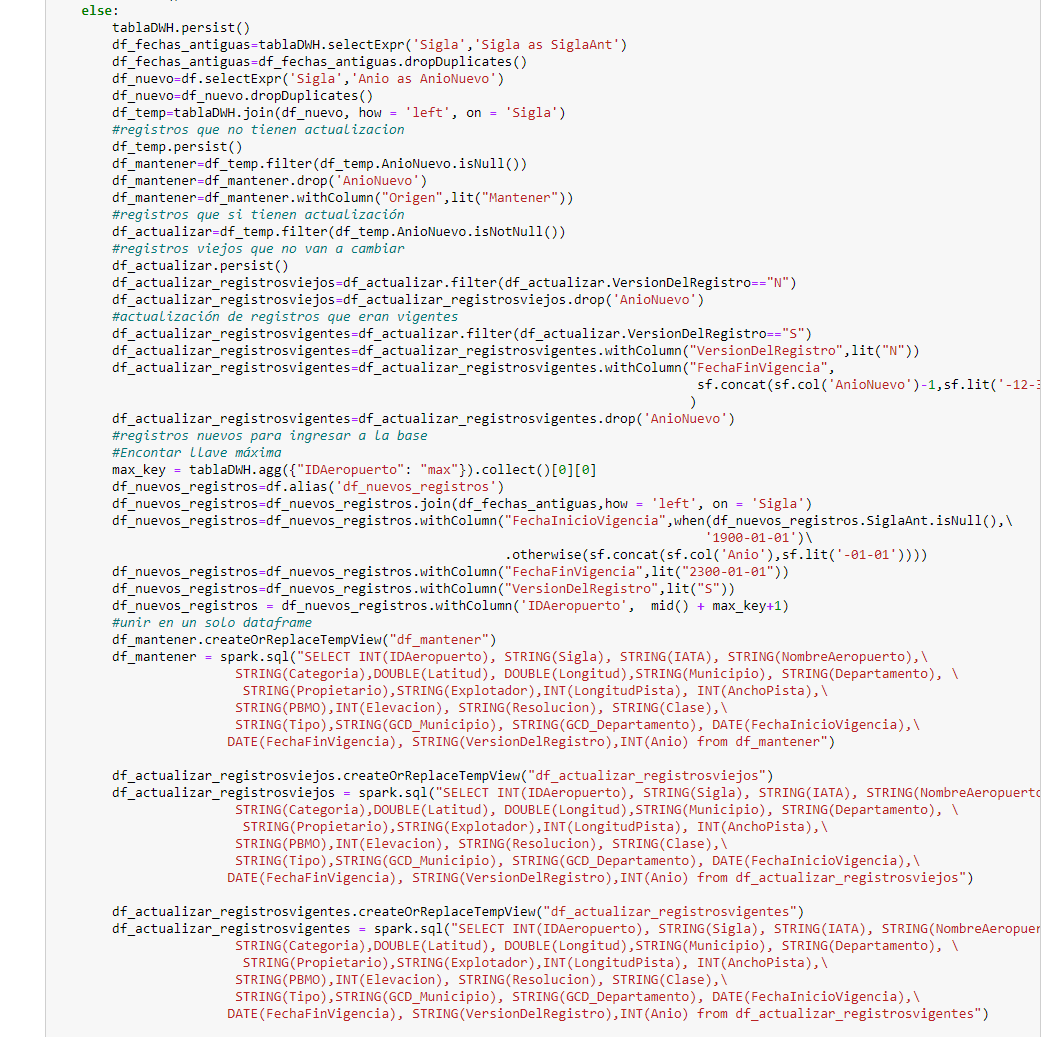 else:
tablaDWH.persist()
df_fechas_antiguas=tablaDWH.selectExpr('Sigla','Sigla as SiglaAnt')
df_fechas_antiguas=df_fechas_antiguas.dropDuplicates()
df_nuevo=df.selectExpr('Sigla','Anio as AnioNuevo')
df_nuevo=df_nuevo.dropDuplicates()
df_temp=tablaDWH.join(df_nuevo, how = 'left', on = 'Sigla')
#registros que no tienen actualizacion
df_temp.persist()
df_mantener=df_temp.filter(df_temp.AnioNuevo.isNull())
df_mantener=df_mantener.drop('AnioNuevo')
df_mantener=df_mantener.withColumn("Origen",lit("Mantener"))
#registros que si tienen actualización
df_actualizar=df_temp.filter(df_temp.AnioNuevo.isNotNull())
#registros viejos que no van a cambiar
df_actualizar.persist()
df_actualizar_registrosviejos=df_actualizar.filter(df_actualizar.VersionDelRegistro=="N")
df_actualizar_registrosviejos=df_actualizar_registrosviejos.drop('AnioNuevo')
#actualización de registros que eran vigentes
df_actualizar_registrosvigentes=df_actualizar.filter(df_actualizar.VersionDelRegistro=="S")
df_actualizar_registrosvigentes=df_actualizar_registrosvigentes.withColumn("VersionDelRegistro",lit("N"))
df_actualizar_registrosvigentes=df_actualizar_registrosvigentes.withColumn("FechaFinVigencia",
sf.concat(sf.col('AnioNuevo')-1,sf.lit('-12-3
)
df_actualizar_registrosvigentes=df_actualizar_registrosvigentes.drop('AnioNuevo')
#registros nuevos para ingresar a la base
#Encontar llave máxima
max_key = tablaDWH.agg({"IDAeropuerto": "max"}).collect()[0][0]
df_nuevos_registros=df.alias('df_nuevos_registros')
df_nuevos_registros=df_nuevos_registros.join(df_fechas_antiguas,how = 'left', on = 'Sigla')
df_nuevos_registros=df_nuevos_registros.withColumn("FechaInicioVigencia",when(df_nuevos_registros.SiglaAnt.isNull(),\
'1900-01-01')\
.otherwise(sf.concat(sf.col('Anio'),sf.lit('-01-01'))))
df_nuevos_registros=df_nuevos_registros.withColumn("FechaFinVigencia",lit("2300-01-01"))
df_nuevos_registros=df_nuevos_registros.withColumn("VersionDelRegistro",lit("S"))
df_nuevos_registros = df_nuevos_registros.withColumn('IDAeropuerto',  mid() + max_key+1)
#unir en un solo dataframe
df_mantener.createOrReplaceTempView("df_mantener")
df_mantener = spark.sql("SELECT INT(IDAeropuerto), STRING(Sigla), STRING(IATA), STRING(NombreAeropuerto),\
STRING(Categoria),DOUBLE(Latitud), DOUBLE(Longitud),STRING(Municipio), STRING(Departamento), \
STRING(Propietario),STRING(Explotador),INT(LongitudPista), INT(AnchoPista),\
STRING(PBMO),INT(Elevacion), STRING(Resolucion), STRING(Clase),\
STRING(Tipo),STRING(GCD_Municipio), STRING(GCD_Departamento), DATE(FechaInicioVigencia),\
DATE(FechaFinVigencia), STRING(VersionDelRegistro),INT(Anio) from df_mantener")
df_actualizar_registrosviejos.createOrReplaceTempView("df_actualizar_registrosviejos")
df_actualizar_registrosviejos = spark.sql("SELECT INT(IDAeropuerto), STRING(Sigla), STRING(IATA), STRING(NombreAeropuerto
STRING(Categoria),DOUBLE(Latitud), DOUBLE(Longitud),STRING(Municipio), STRING(Departamento), \
STRING(Propietario),STRING(Explotador),INT(LongitudPista), INT(AnchoPista),\
STRING(PBMO),INT(Elevacion), STRING(Resolucion), STRING(Clase),\
STRING(Tipo),STRING(GCD_Municipio), STRING(GCD_Departamento), DATE(FechaInicioVigencia),\
DATE(FechaFinVigencia), STRING(VersionDelRegistro),INT(Anio) from df_actualizar_registrosviejos")
df_actualizar_registrosvigentes.createOrReplaceTempView("df_actualizar_registrosvigentes")
df_actualizar_registrosvigentes = spark.sql("SELECT INT(IDAeropuerto), STRING(Sigla), STRING(IATA), STRING(NombreAeropuer
STRING(Categoria),DOUBLE(Latitud), DOUBLE(Longitud),STRING(Municipio), STRING(Departamento), \
STRING(Propietario),STRING(Explotador),INT(LongitudPista), INT(AnchoPista),\
STRING(PBMO),INT(Elevacion), STRING(Resolucion), STRING(Clase),\
STRING(Tipo),STRING(GCD_Municipio), STRING(GCD_Departamento), DATE(FechaInicioVigencia),\
DATE(FechaFinVigencia), STRING(VersionDelRegistro),INT(Anio) from df_actualizar_registrosvigentes")